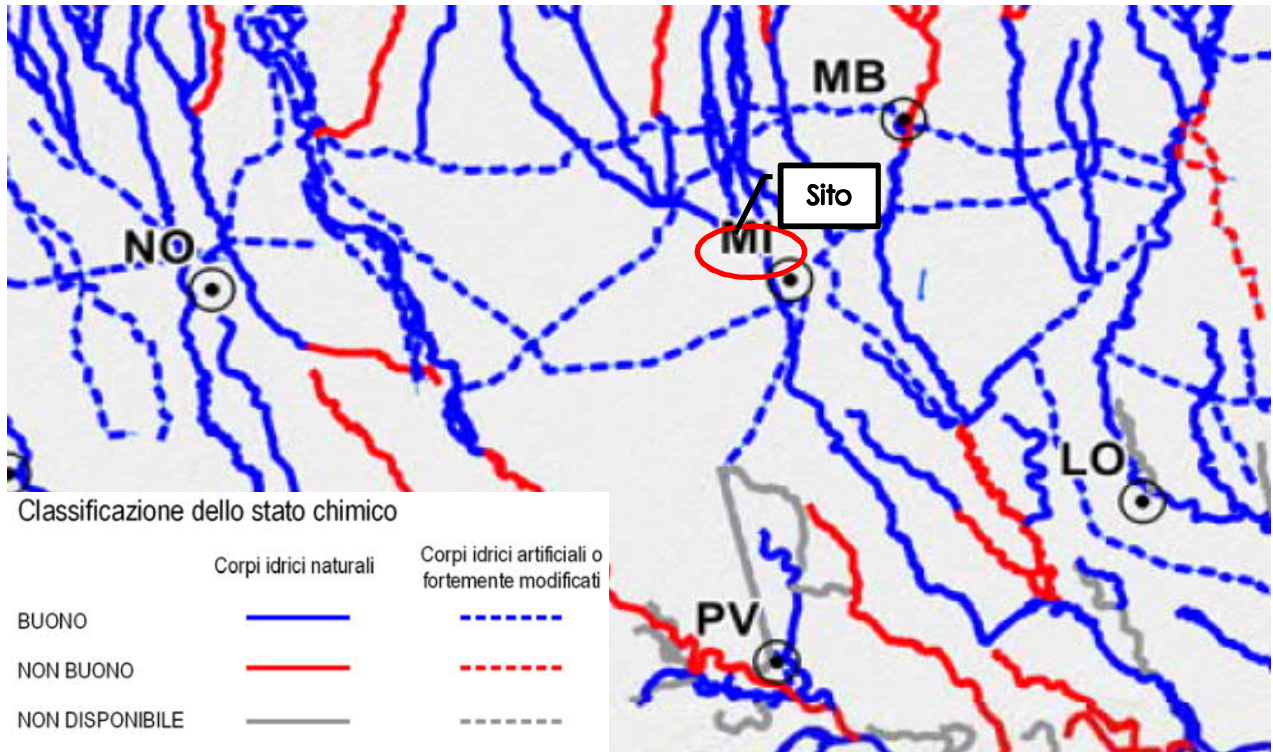 MB
Sito
MI
NO
LO
PV
Classificazione dello stato chimico
Corpi idrici naturali
Corpi idrici artificiali o
fortemente modificati
BUONO
NON BUONO
NON DISPONIBILE